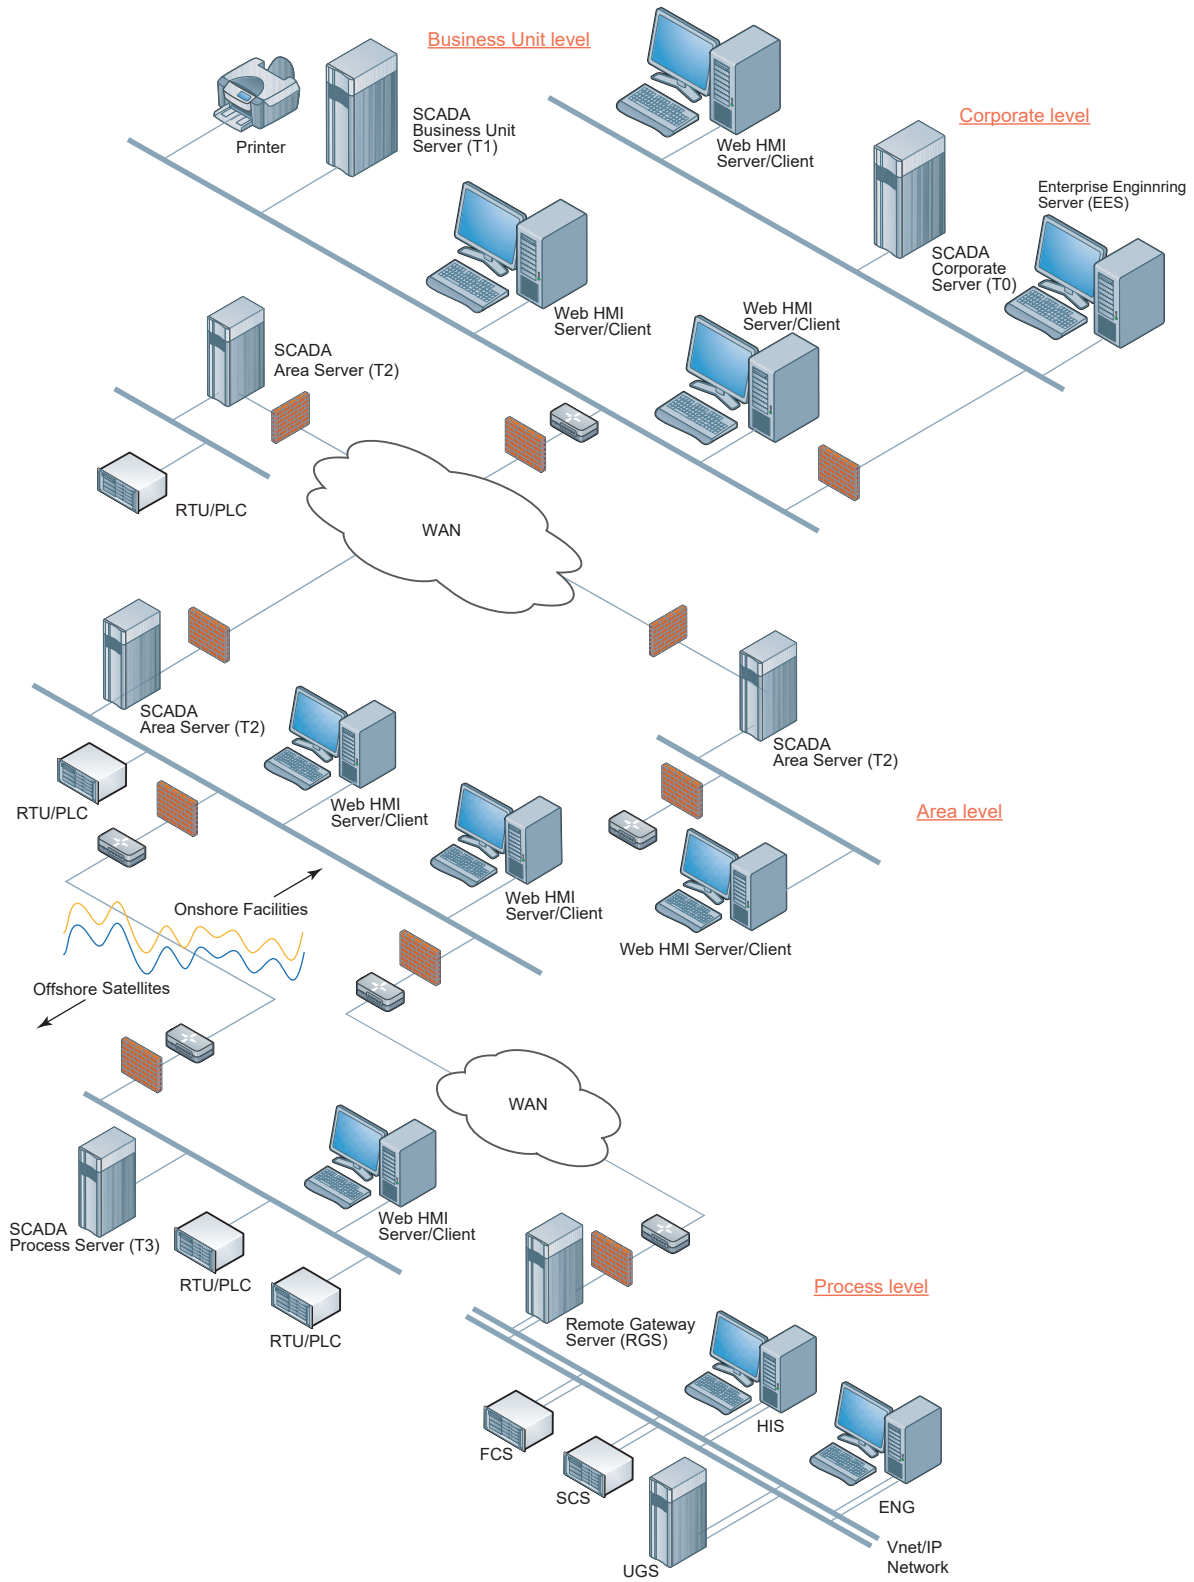 Business Unit level
SCADA
Business Unit
Server (T1)
Printer
Web HMI
Server/Client
Corporate level
Enterprise Enginnring
Server (EES)
SCADA
Corporate
Server (T0)
Web HMI
Server/Client
Web HMI
Server/Client
SCADA
Area Server (T2)
RTU/PLC
WAN
SCADA
Area Server (T2)
SCADA
Area Server (T2)
RTU/PLC
Web HMI
Server/Client
Area level
Web HMI
Server/Client
Web HMI Server/Client
Onshore Facilities
Offshore Satellites
WAN
SCADA
Process Server (T3)
Web HMI
Server/Client
RTU/PLC
RTU/PLC
Process level
Remote Gateway
Server (RGS)
HIS
FCS
SCS
ENG
UGS
Vnet/IP
Network